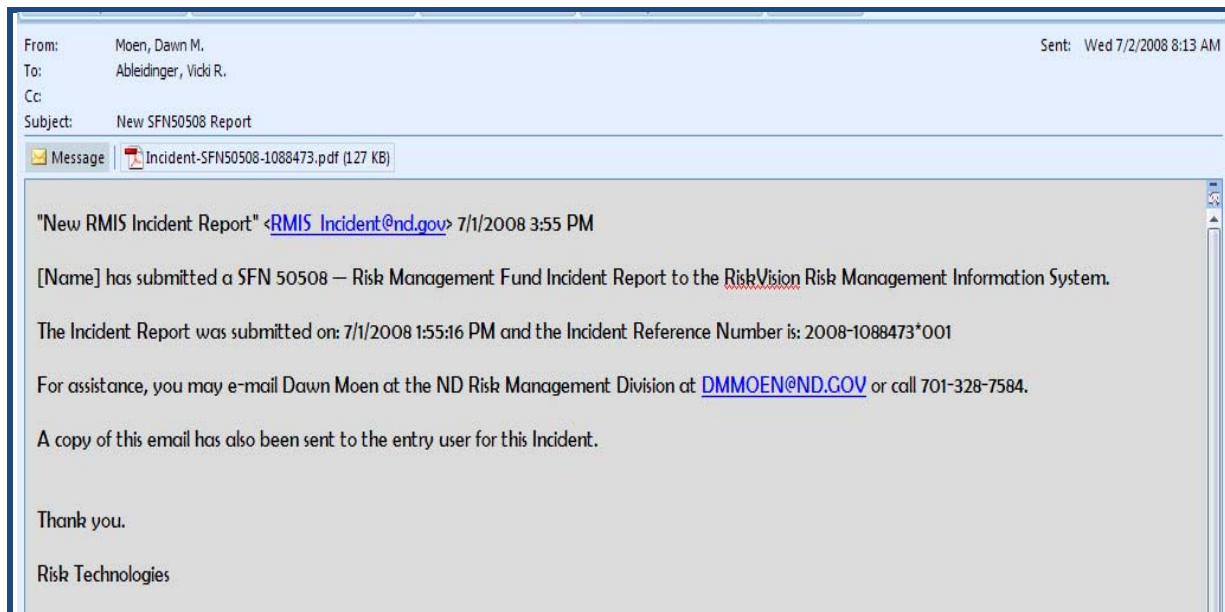 From: Moen, Dawn M. Sent: Wed 7/2/2008 8:13 AM
To: Ableidinger, Vicki R.
Cc:
Subject: New SFN50508 Report
Message Incident-SFN50508-1088473.pdf (127 KB)
"New RMIS Incident Report" <RMIS_Incident@nd.gov> 7/1/2008 3:55 PM
[Name] has submitted a SFN 50508 — Risk Management Fund Incident Report to the RiskVision Risk Management Information System.
The Incident Report was submitted on: 7/1/2008 1:55:16 PM and the Incident Reference Number is: 2008-1088473*001
For assistance, you may e-mail Dawn Moen at the ND Risk Management Division at DMMOEN@ND.GOV or call 701-328-7584.
A copy of this email has also been sent to the entry user for this Incident.
Thank you.
Risk Technologies